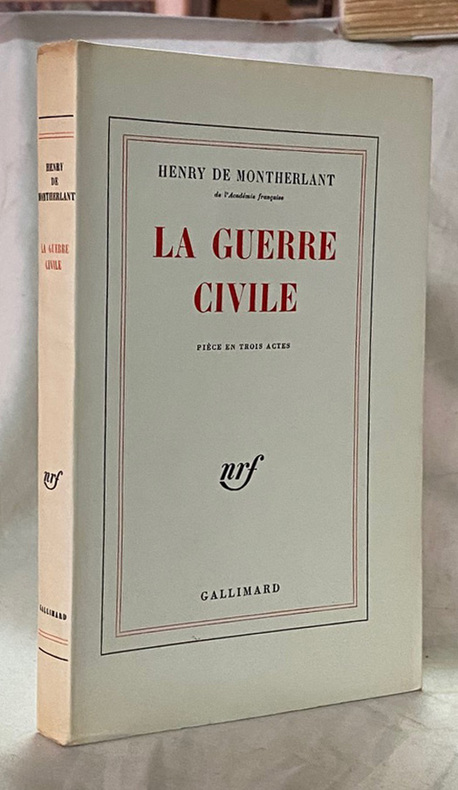 HENRY
DE
MONTHERLANT
LA GUERRE
CIVILE
nrf
GALLIMARD
HENRY DE MONTHERLANT
de l'Académie française
LA GUERRE
CIVILE
PIÈCE EN TROIS ACTES
nrf
GALLIMARD